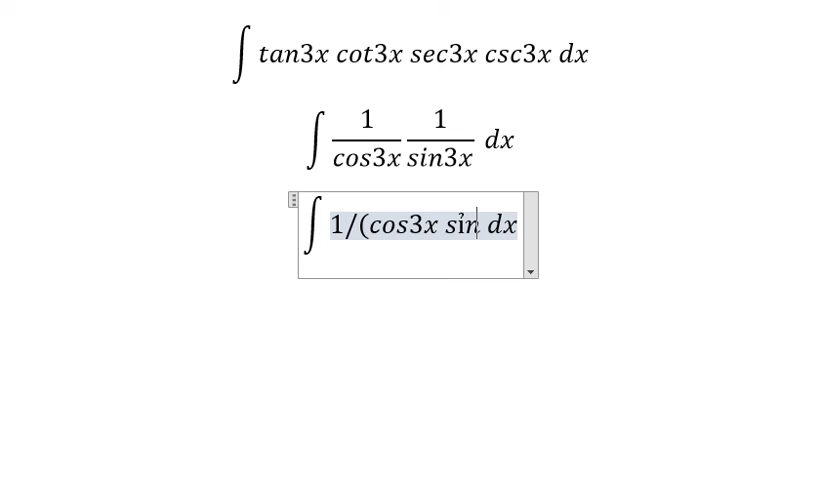 ∫ tan3x cot3x sec3x csc3x dx
∫ 1/cos3x 1/sin3x dx
∫ 1/(cos3x sin dx